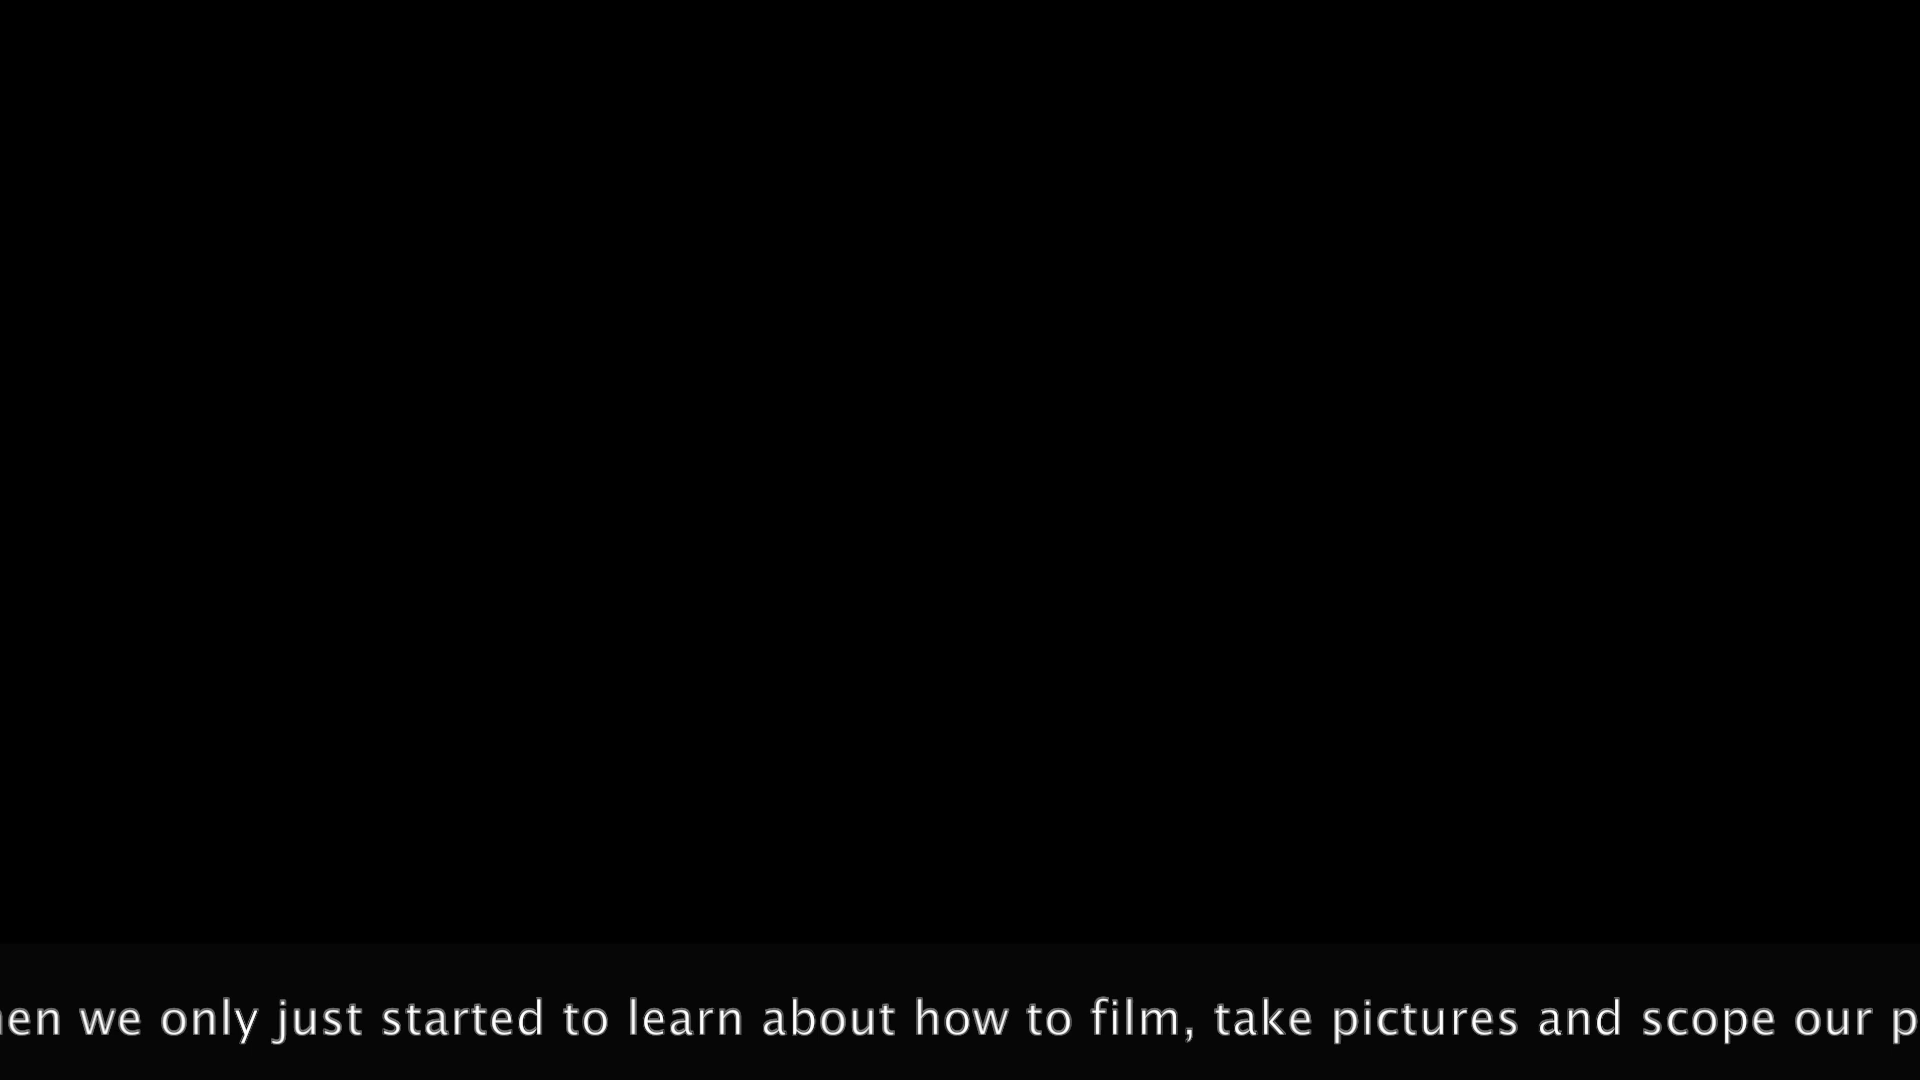 en we only just started to learn about how to film, take pictures and scope our